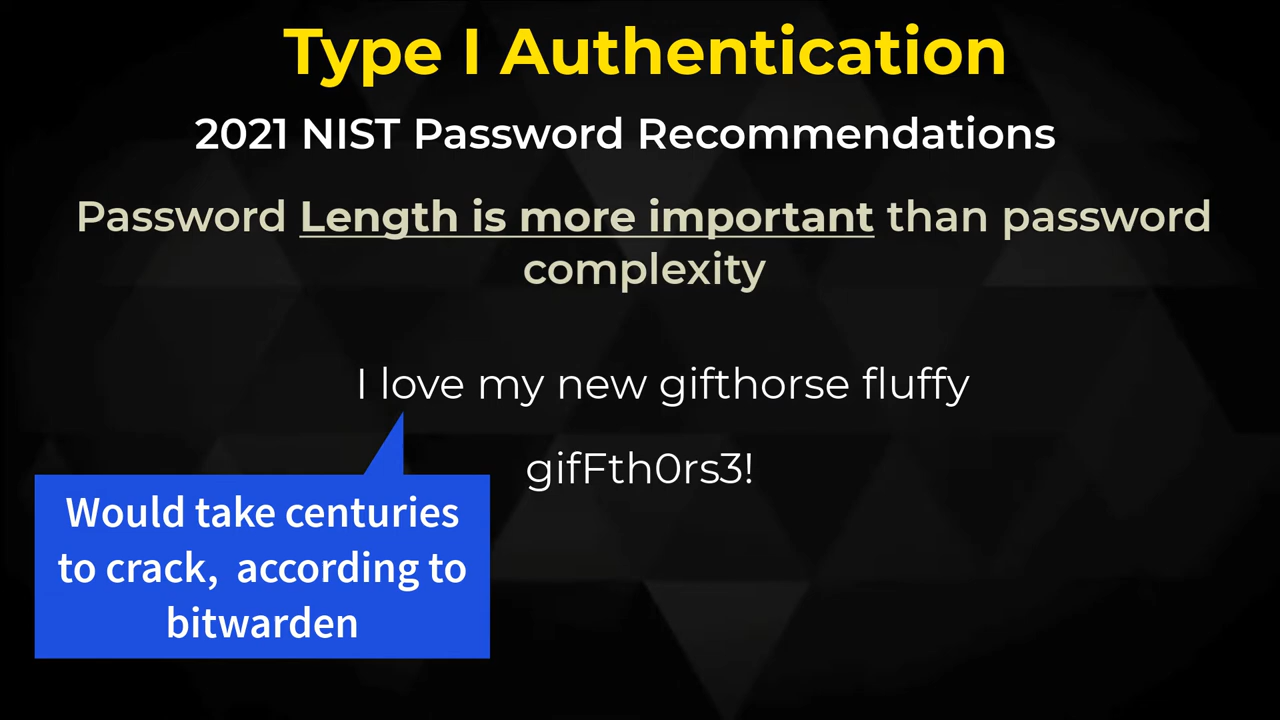 Type I Authentication
2021 NIST Password Recommendations
Password Length is more important than password
complexity
I love my new gifthorse fluffy
gifFth0rs3!
Would take centuries
to crack,  according to
bitwarden